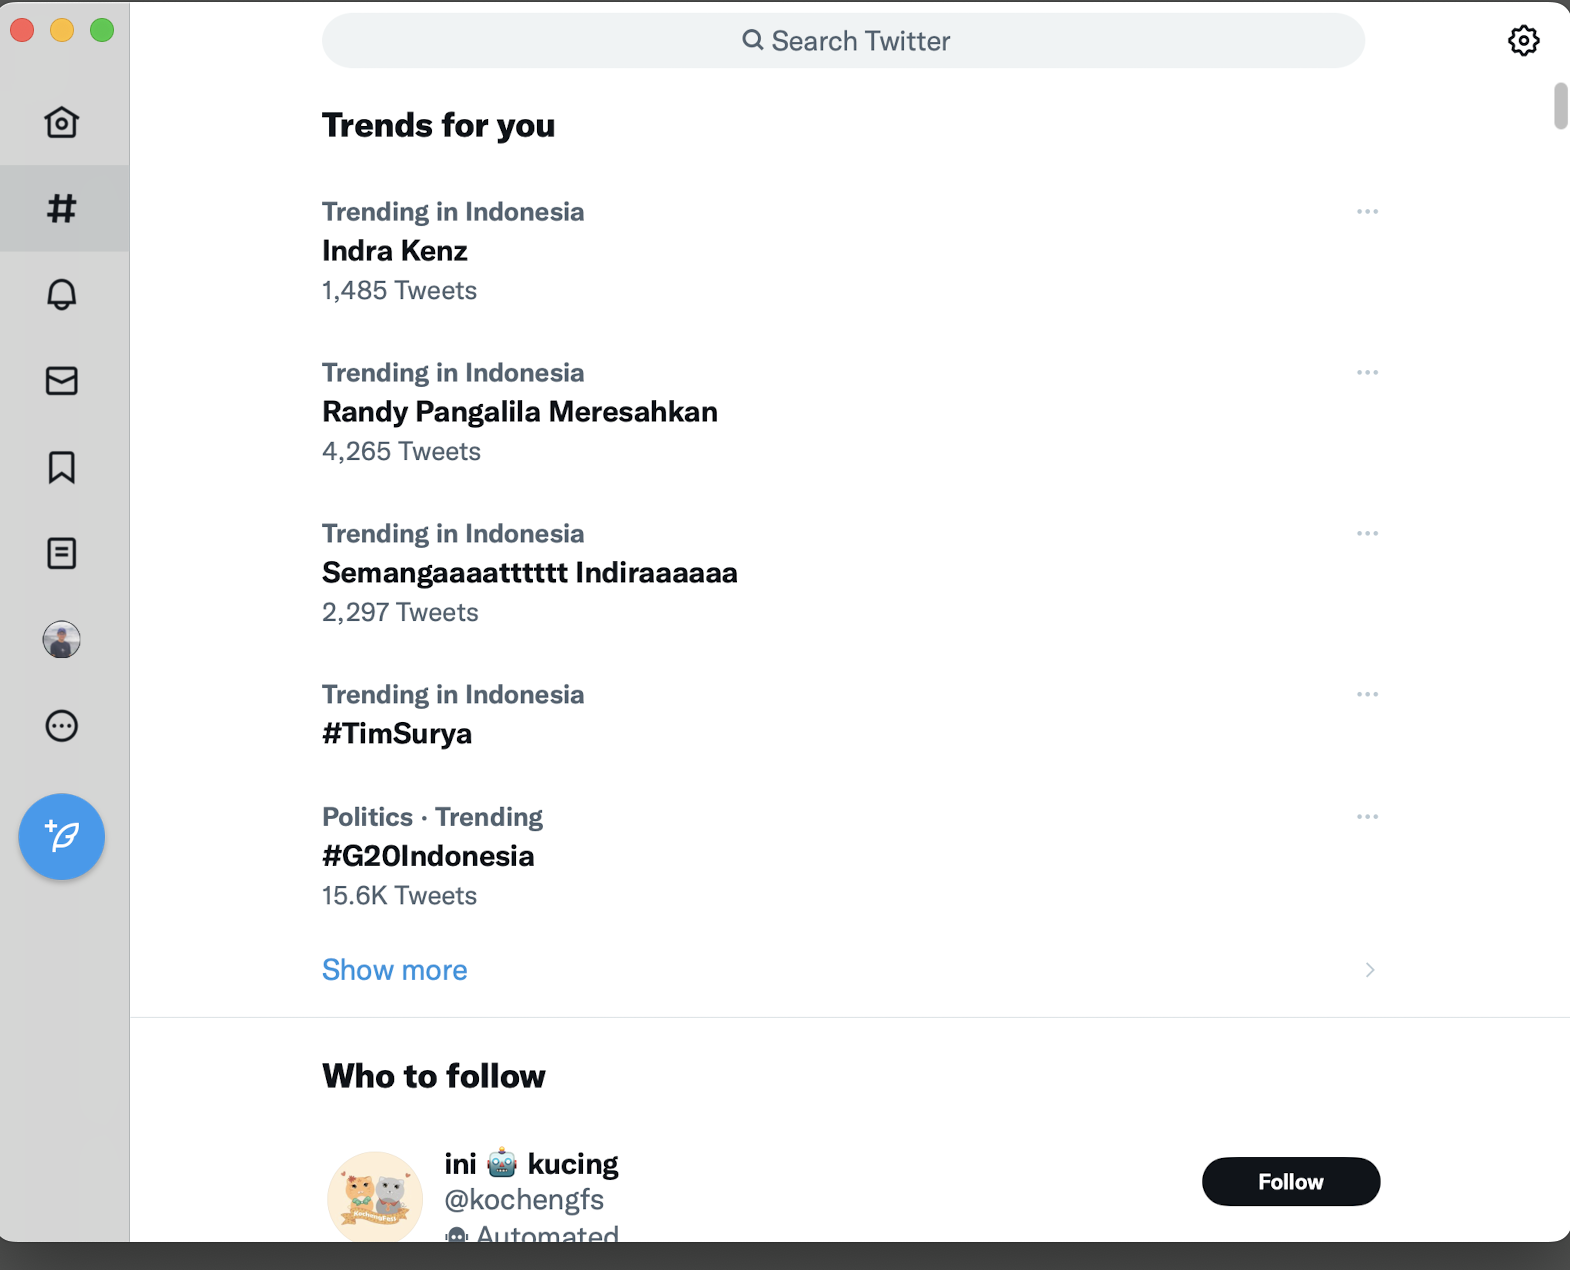 Search Twitter
Trends for you
Trending in Indonesia
Indra Kenz
1,485 Tweets
Trending in Indonesia
Randy Pangalila Meresahkan
4,265 Tweets
Trending in Indonesia
Semangaaaatttttt Indiraaaaaa
2,297 Tweets
Trending in Indonesia
#TimSurya
Politics · Trending
#G20Indonesia
15.6K Tweets
Show more
Who to follow
ini 🤖 kucing
@kochengfs
Automated
Follow